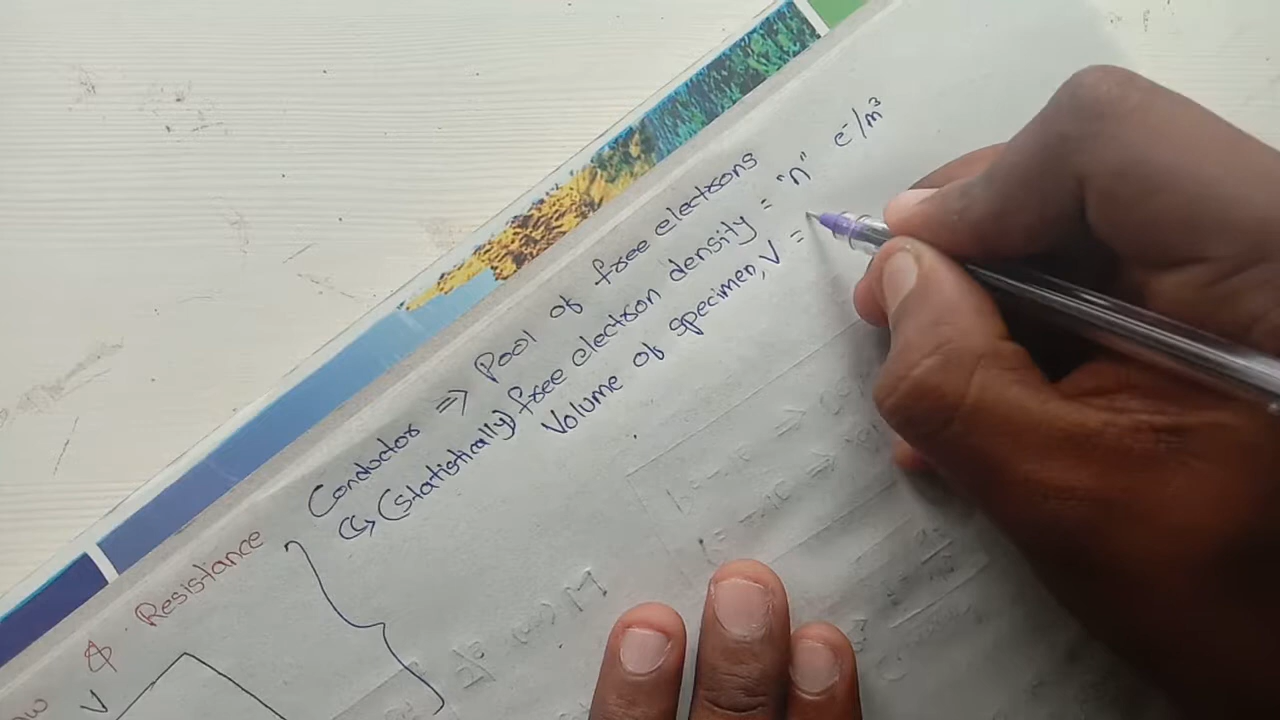 Conductor ⇒ Pool of free electrons
↳ (Statistically) free electron density = "n" e⁻/m³
Volume of specimen, V =
& Resistance
V